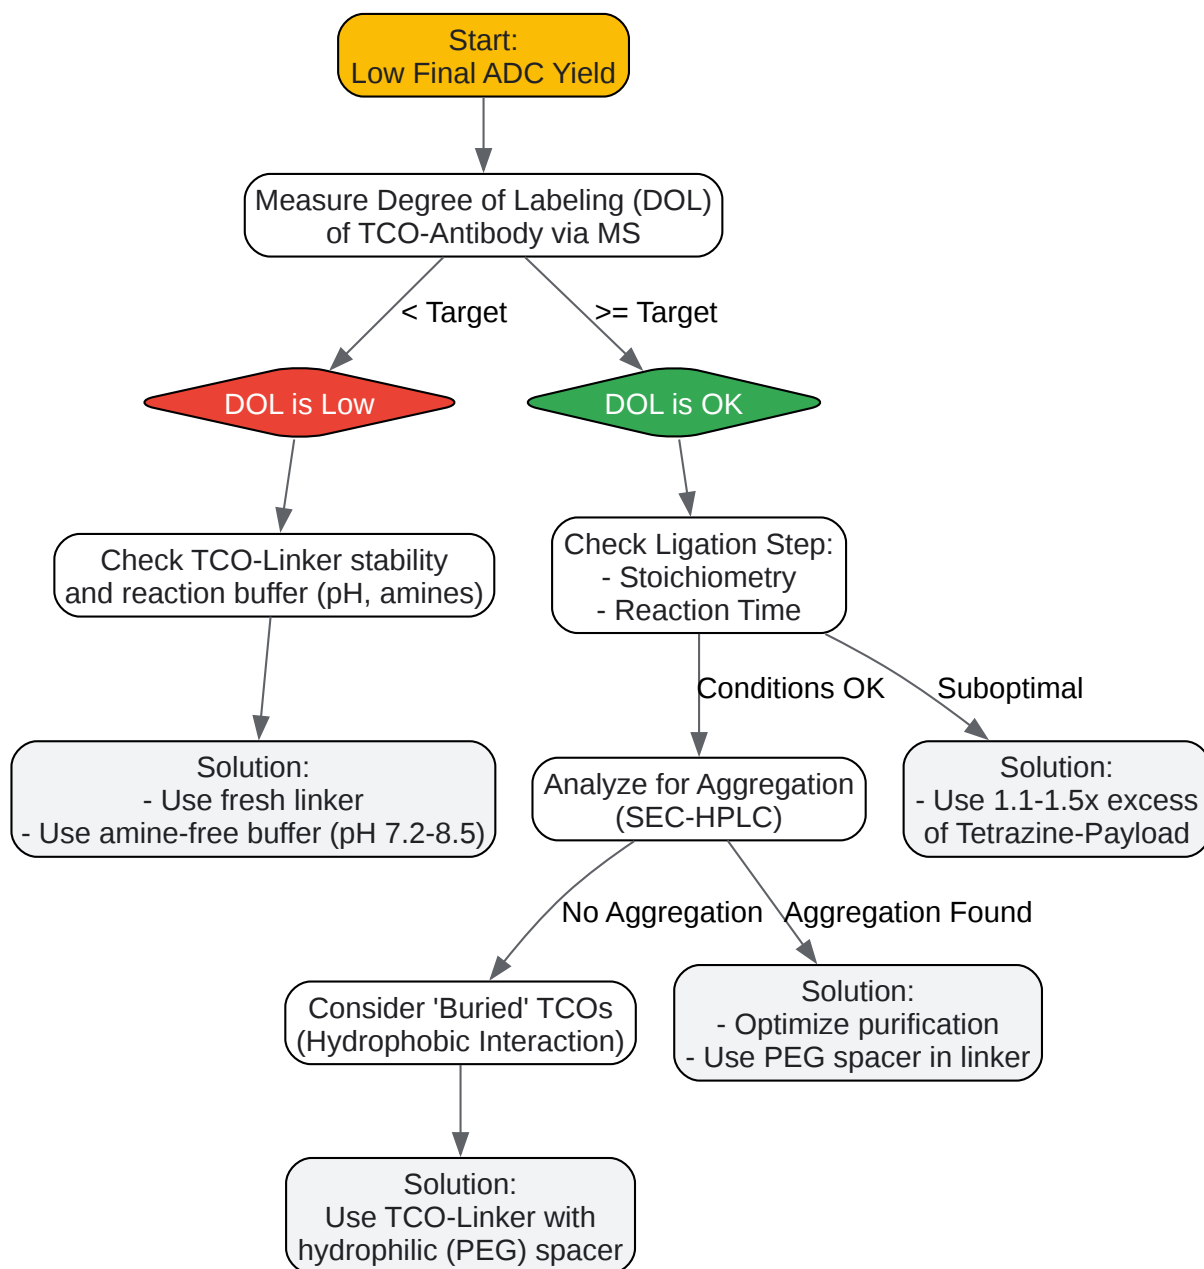 Start:
Low Final ADC Yield
Measure Degree of Labeling (DOL)
of TCO-Antibody via MS
< Target
>= Target
DOL is Low
DOL is OK
Check TCO-Linker stability
and reaction buffer (pH, amines)
Check Ligation Step:
- Stoichiometry
- Reaction Time
Conditions OK
Suboptimal
Solution:
- Use fresh linker
- Use amine-free buffer (pH 7.2-8.5)
Analyze for Aggregation
(SEC-HPLC)
Solution:
- Use 1.1-1.5x excess
of Tetrazine-Payload
No Aggregation
Aggregation Found
Consider 'Buried' TCOs
(Hydrophobic Interaction)
Solution:
- Optimize purification
- Use PEG spacer in linker
Solution:
Use TCO-Linker with
hydrophilic (PEG) spacer